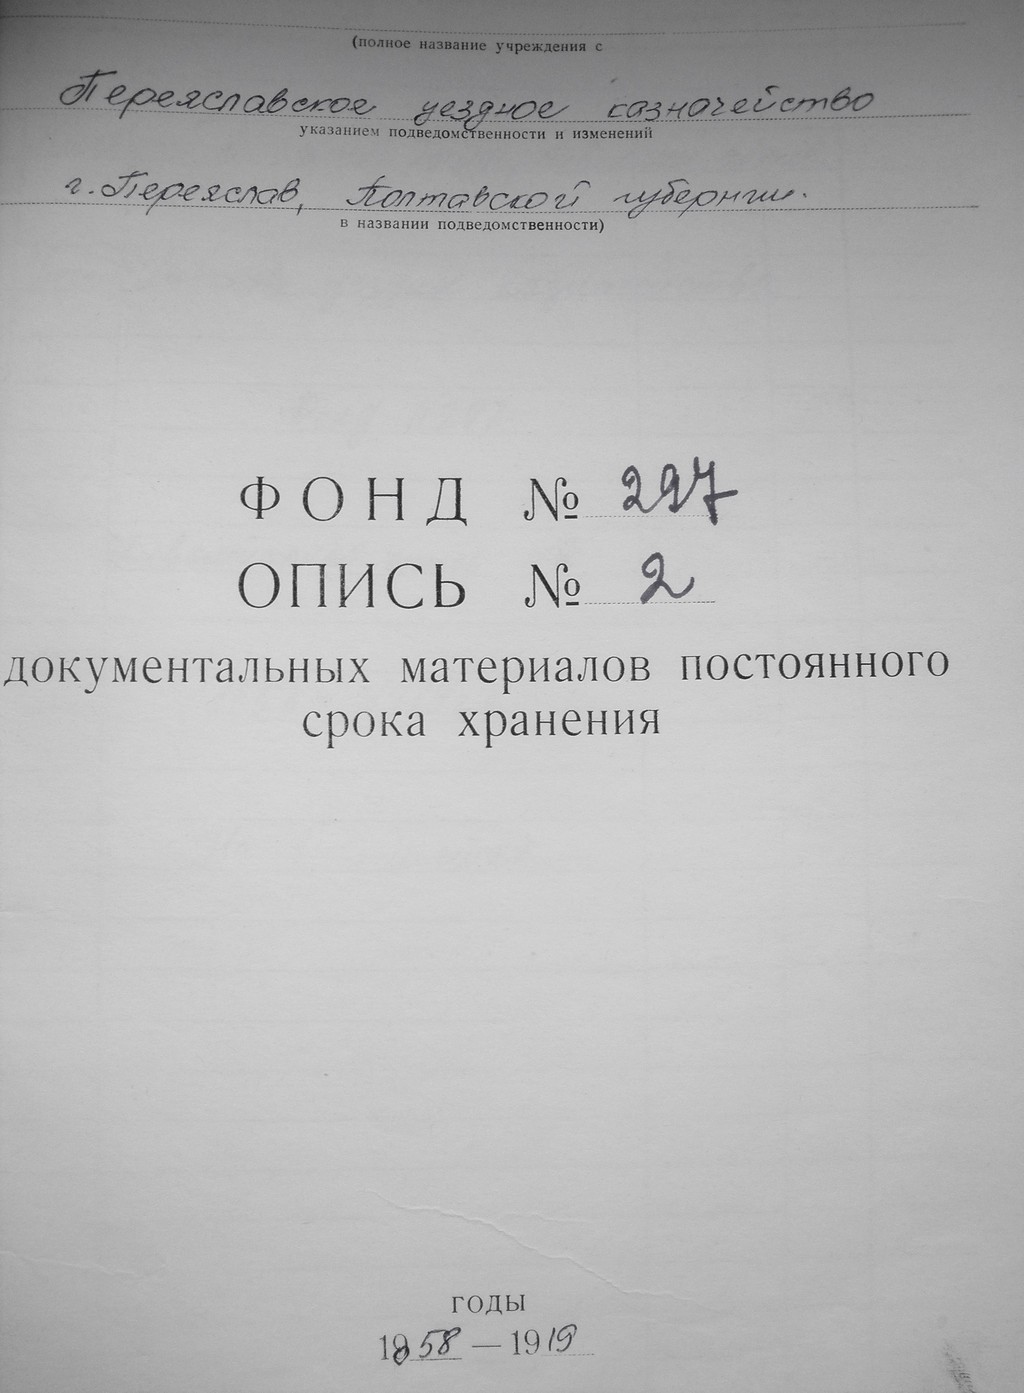 (полное название учреждения с
Переяславское уездное казначейство
указанием подведомственности и изменений
г. Переяслав, Полтавской губернии.
в названии подведомственности)
ФОНД № 297
ОПИСЬ № 2
документальных материалов постоянного
срока хранения
ГОДЫ
1858 — 1919